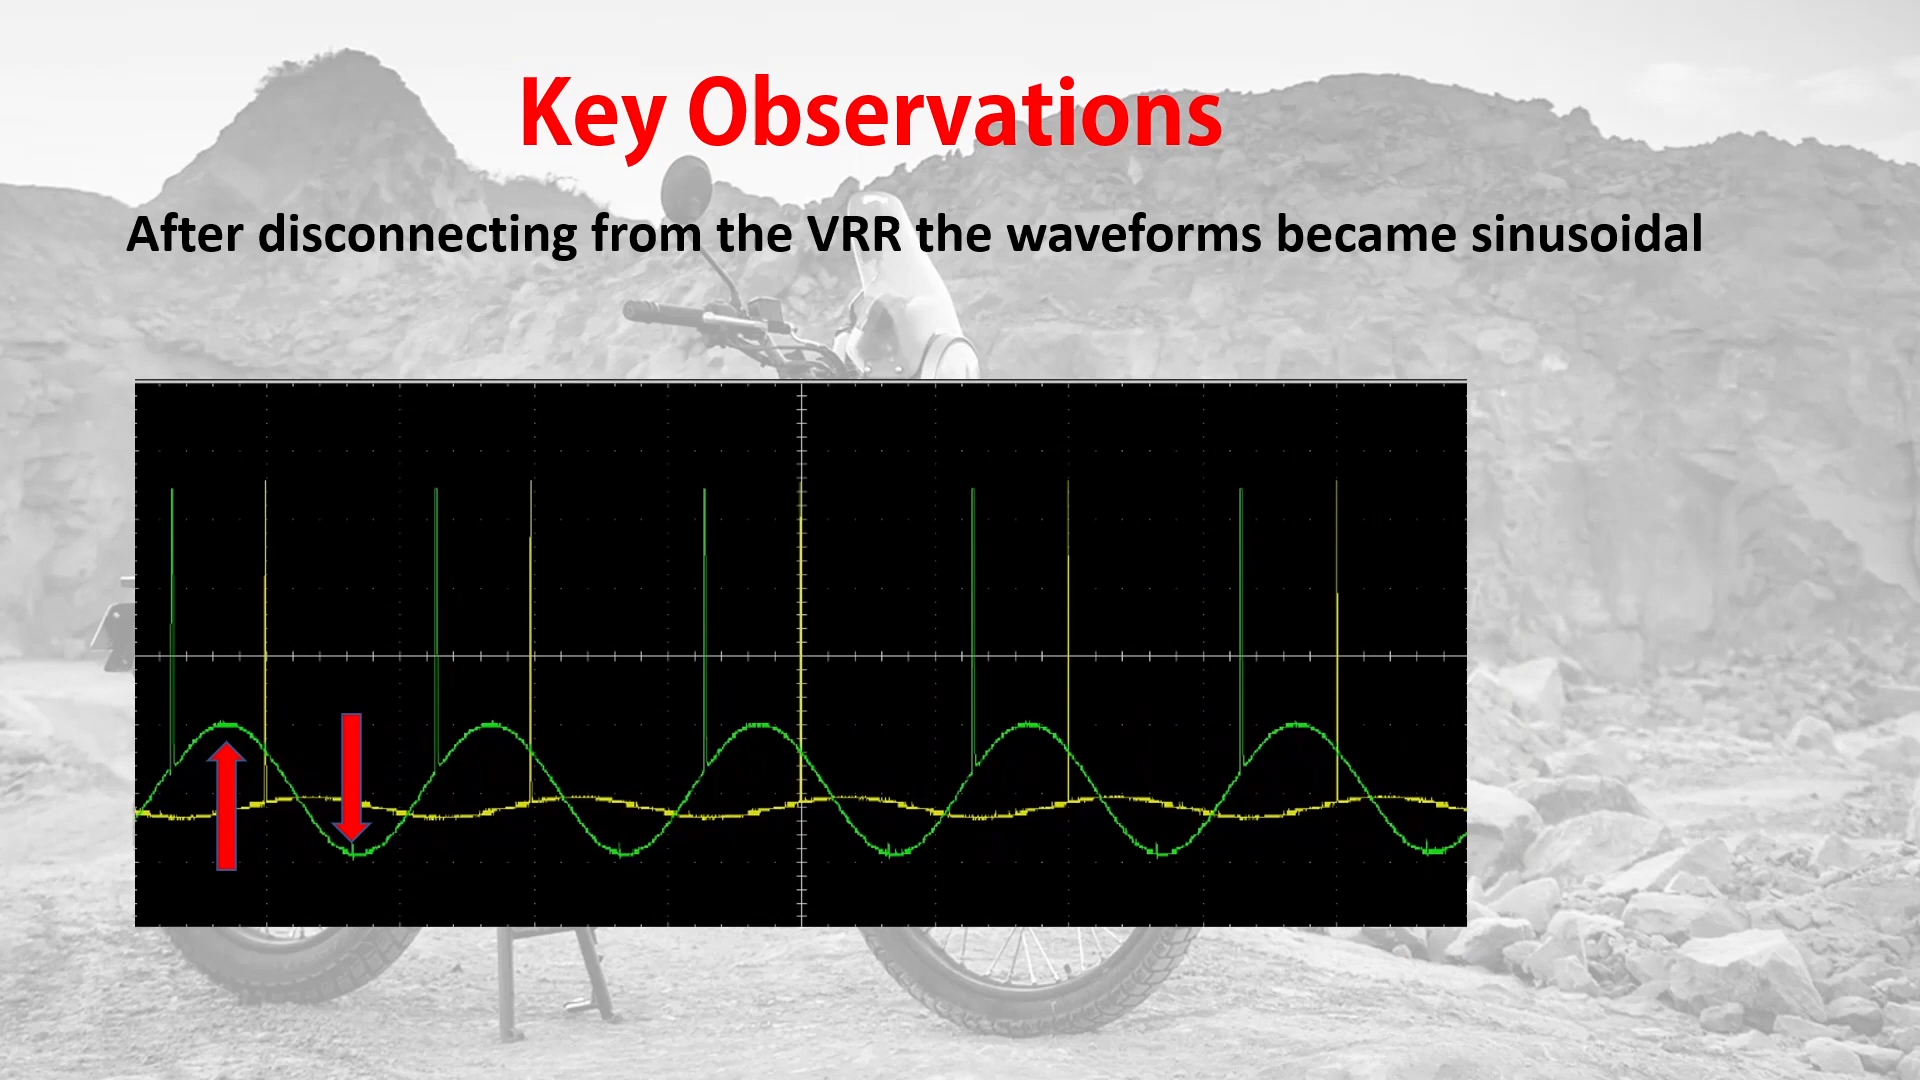 Key Observations
After disconnecting from the VRR the waveforms became sinusoidal